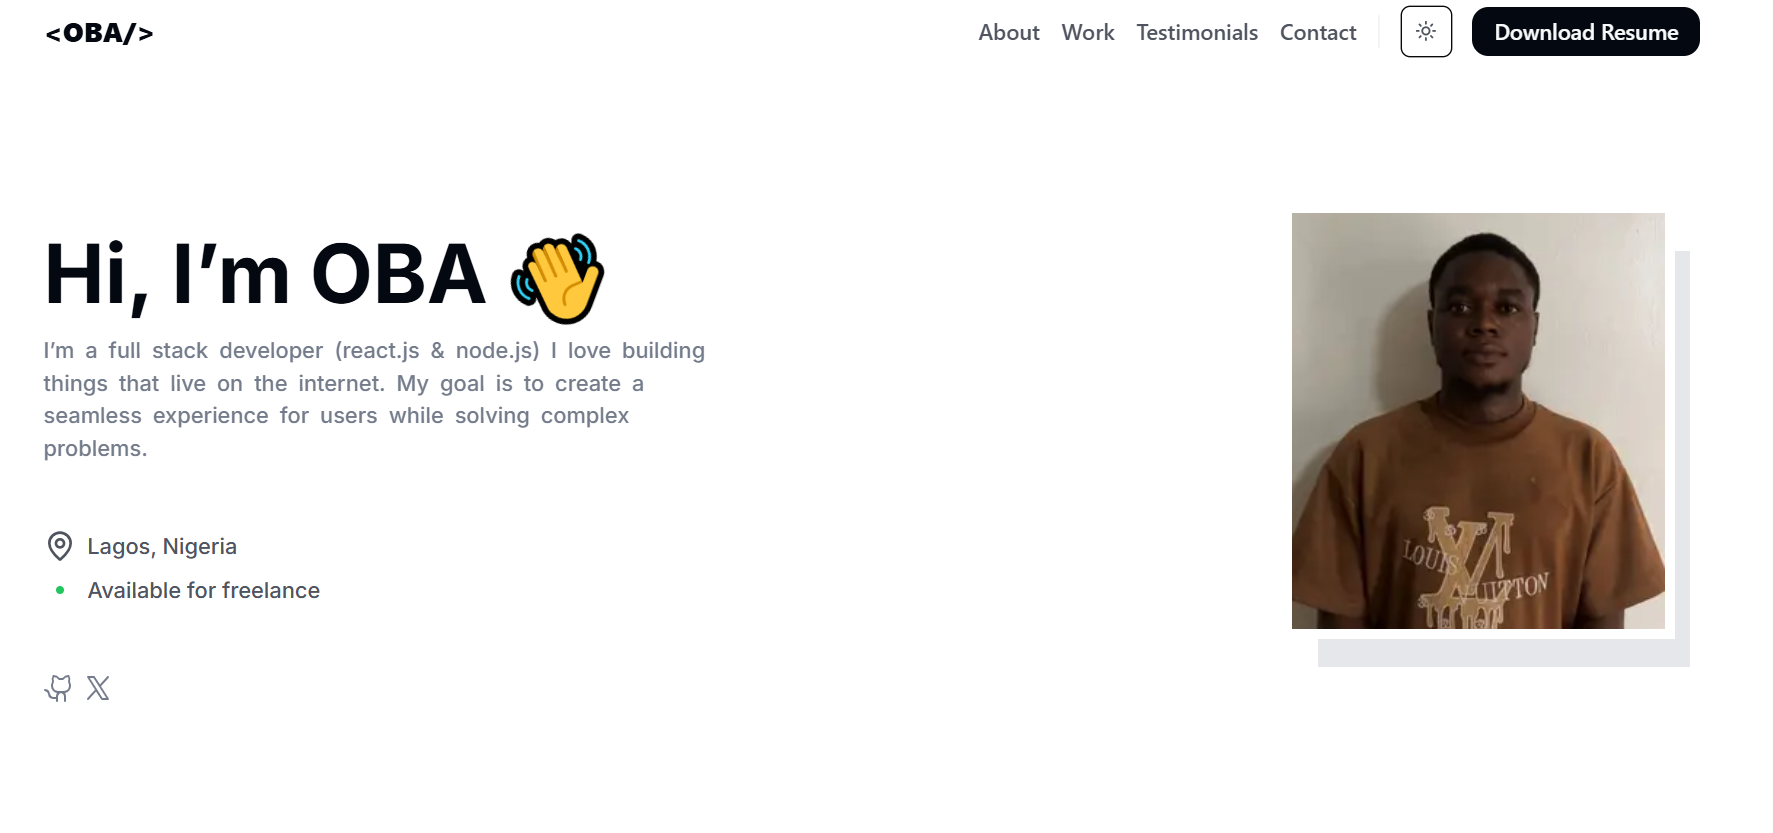 <OBA/>
About Work Testimonials Contact Download Resume
Hi, I’m OBA
I’m a full stack developer (react.js & node.js) I love building
things that live on the internet. My goal is to create a
seamless experience for users while solving complex
problems.
Lagos, Nigeria
Available for freelance
LOUIS
VUITTON